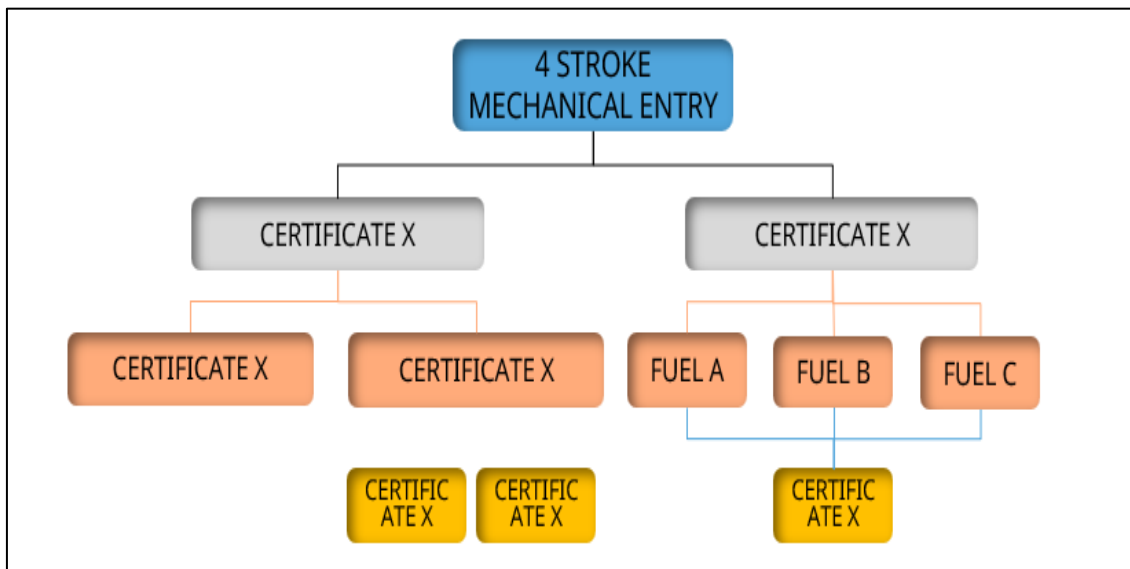 4 STROKE
MECHANICAL ENTRY
CERTIFICATE X
CERTIFICATE X
CERTIFICATE X
CERTIFICATE X
FUEL A
FUEL B
FUEL C
CERTIFIC
ATE X
CERTIFIC
ATE X
CERTIFIC
ATE X